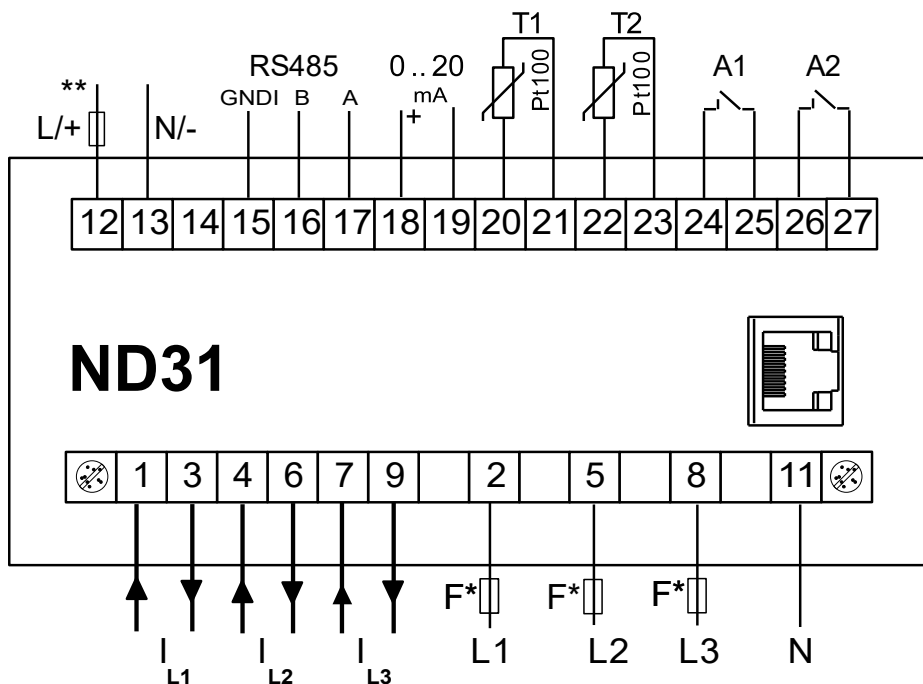 T1 T2
RS485 0 .. 20 Pt100 Pt100 A1 A2
** GNDI B A mA
L/+ N/- +
12 13 14 15 16 17 18 19 20 21 22 23 24 25 26 27
ND31
1 3 4 6 7 9 2 5 8 11
F* F* F*
I L1 I L2 I L3 L1 L2 L3 N